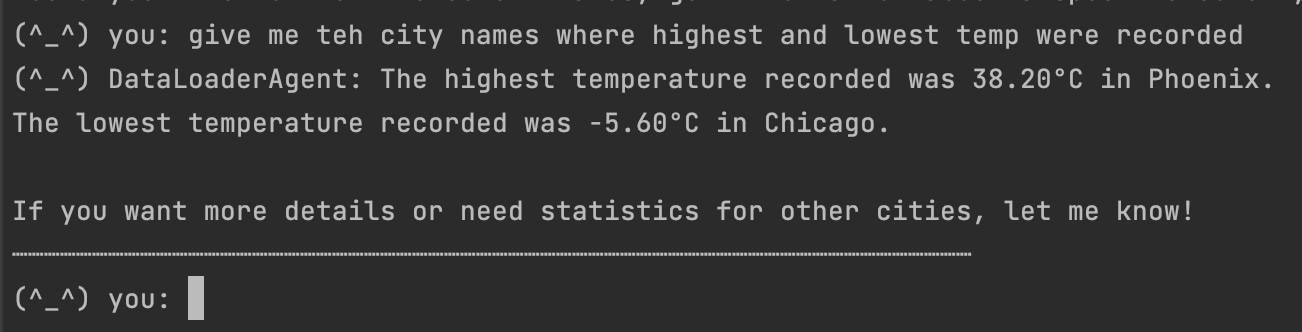 (^_^) you: give me teh city names where highest and lowest temp were recorded
(^_^) DataLoaderAgent: The highest temperature recorded was 38.20°C in Phoenix.
The lowest temperature recorded was -5.60°C in Chicago.
If you want more details or need statistics for other cities, let me know!
(^_^) you: